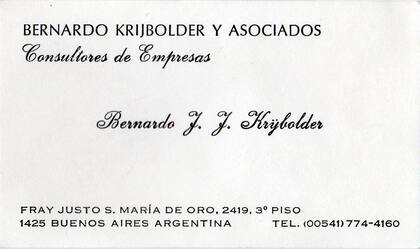 BERNARDO KRIJBOLDER Y ASOCIADOS
Consultores de Empresas
Bernardo J. J. Krijbolder
FRAY JUSTO S. MARÍA DE ORO, 2419, 3º PISO
1425 BUENOS AIRES ARGENTINA TEL. (00541) 774-4160